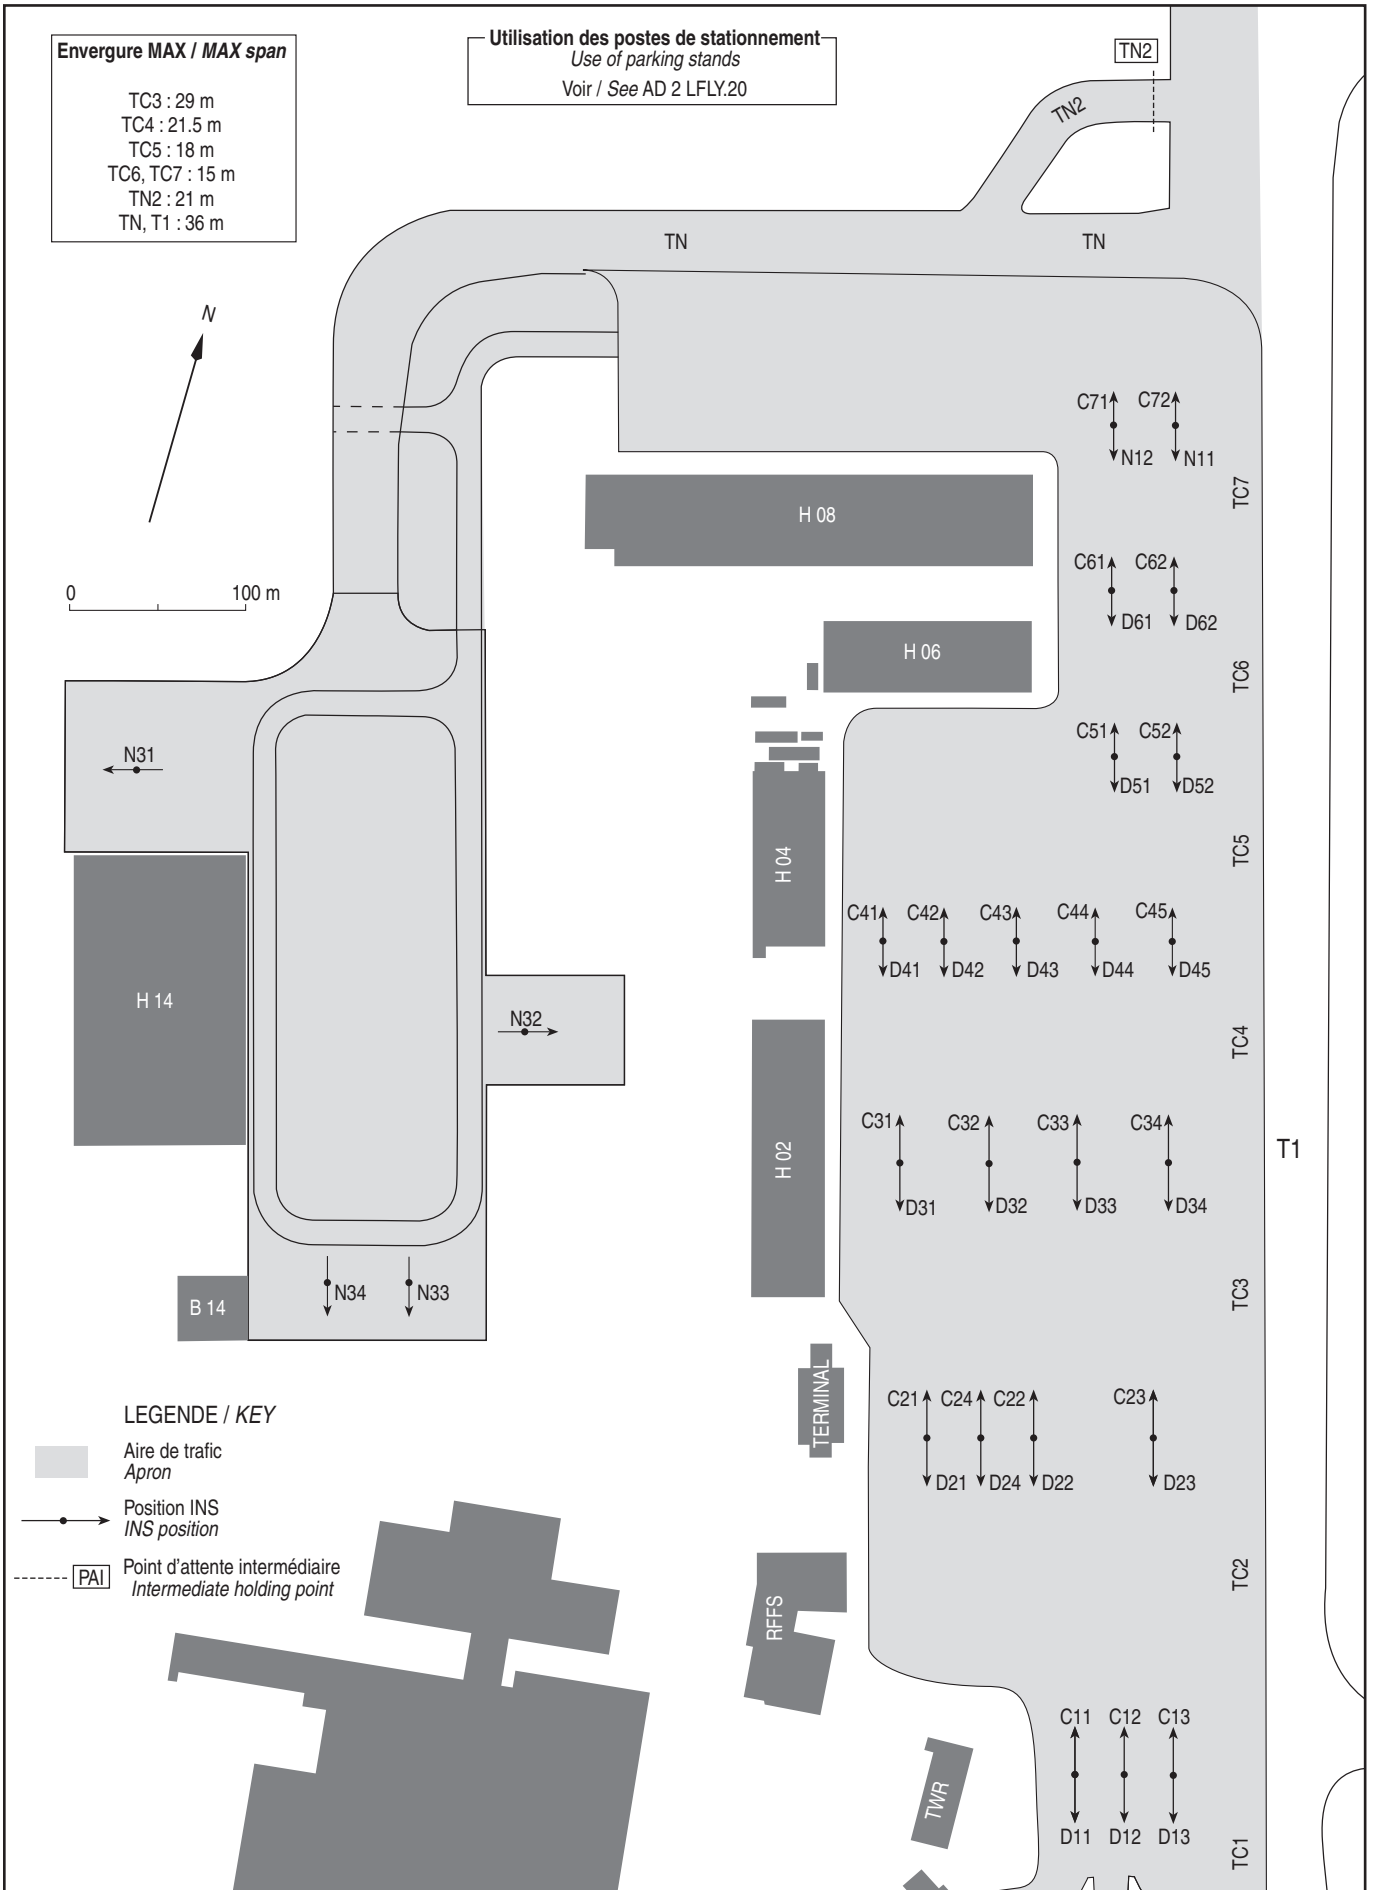 Envergure MAX / MAX span
TC3 : 29 m
TC4 : 21.5 m
TC5 : 18 m
TC6, TC7 : 15 m
TN2 : 21 m
TN, T1 : 36 m
Utilisation des postes de stationnement
Use of parking stands
Voir / See AD 2 LFLY.20
TN2
TN2
TN
TN
N
0 100 m
C71 C72
N12 N11
TC7
H 08
C61 C62
D61 D62
H 06
TC6
C51 C52
D51 D52
N31
TC5
H 04
C41 C42 C43 C44 C45
D41 D42 D43 D44 D45
H 14
N32
TC4
C31 C32 C33 C34
T1
H 02
D31 D32 D33 D34
N34 N33
B 14
TC3
TERMINAL
C21 C24 C22 C23
D21 D24 D22 D23
LEGENDE / KEY
Aire de trafic
Apron
Position INS
INS position
PAI
Point d'attente intermédiaire
Intermediate holding point
TC2
RFFS
C11 C12 C13
TWR
D11 D12 D13
TC1